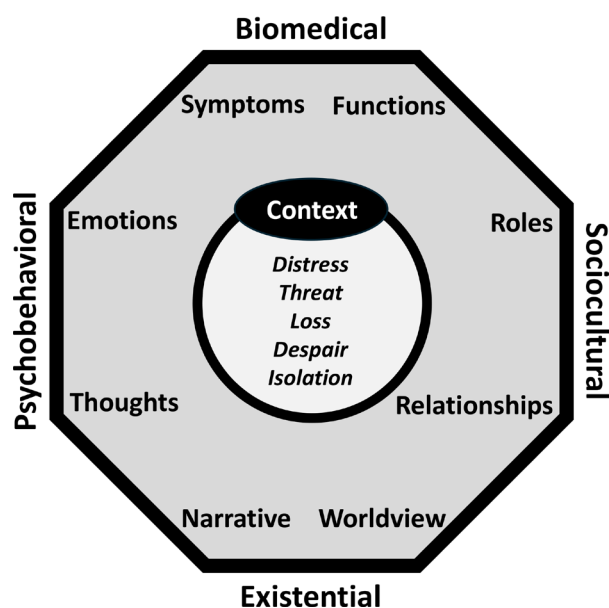 Biomedical
Symptoms Functions
Context
Emotions
Roles
Psychobehavioral
Sociocultural
Distress
Threat
Loss
Despair
Isolation
Thoughts
Relationships
Narrative Worldview
Existential